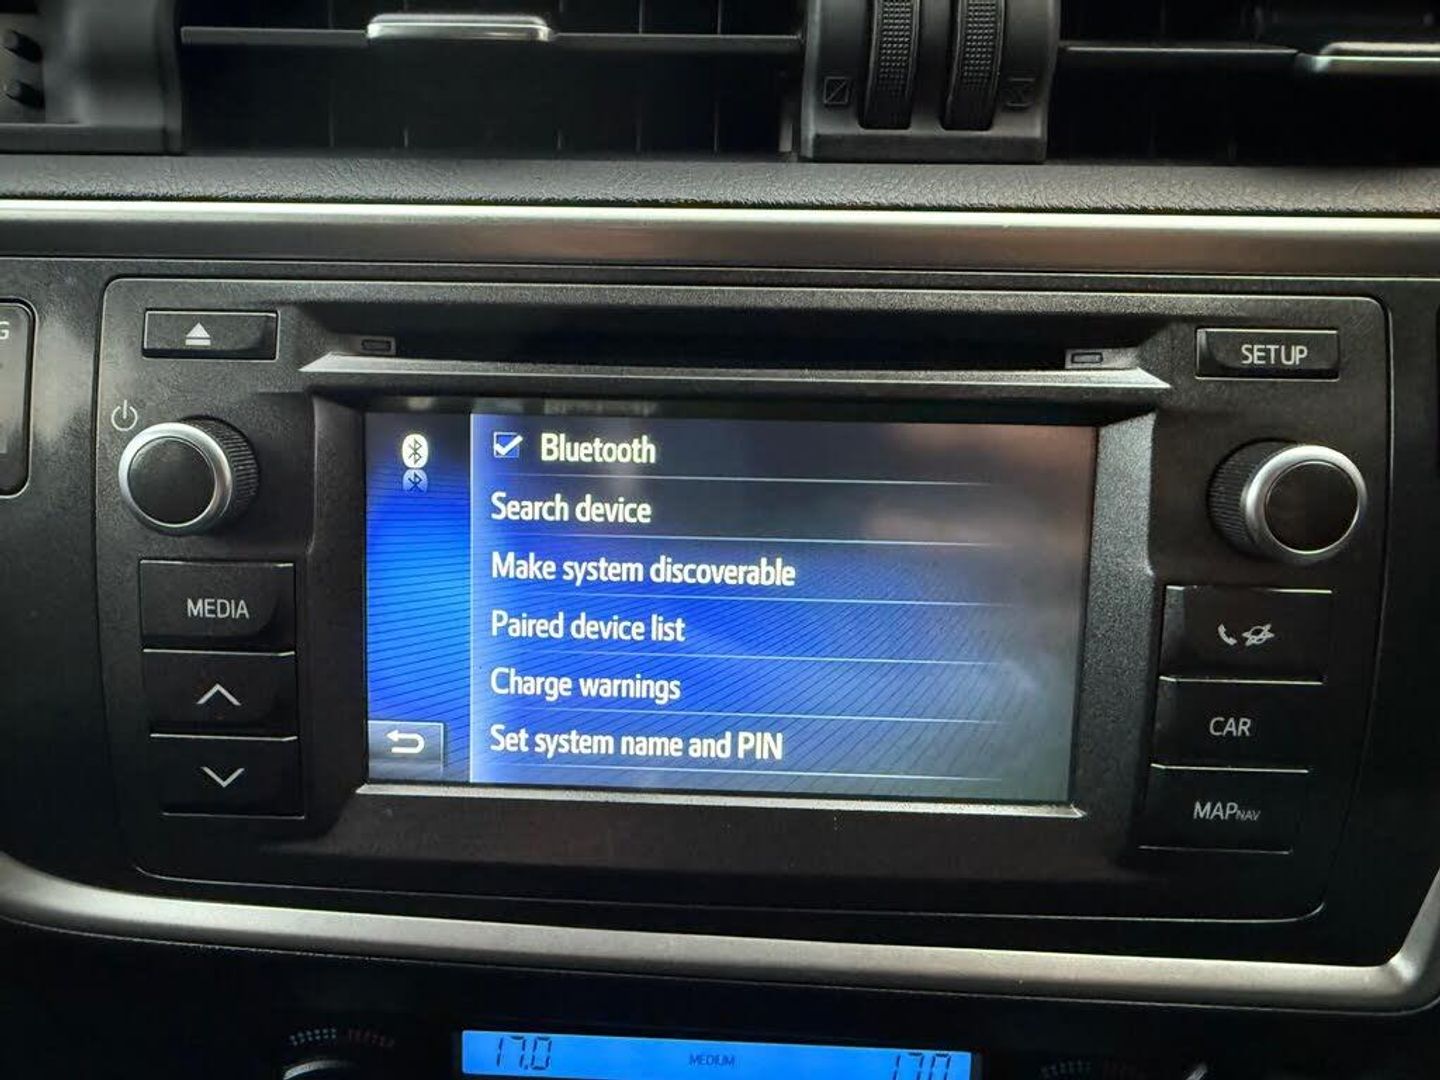 G
SETUP
Bluetooth
Search device
MEDIA
Make system discoverable
Paired device list
Charge warnings
CAR
Set system name and PIN
MAPNAV
17.0 MEDIUM 17.0